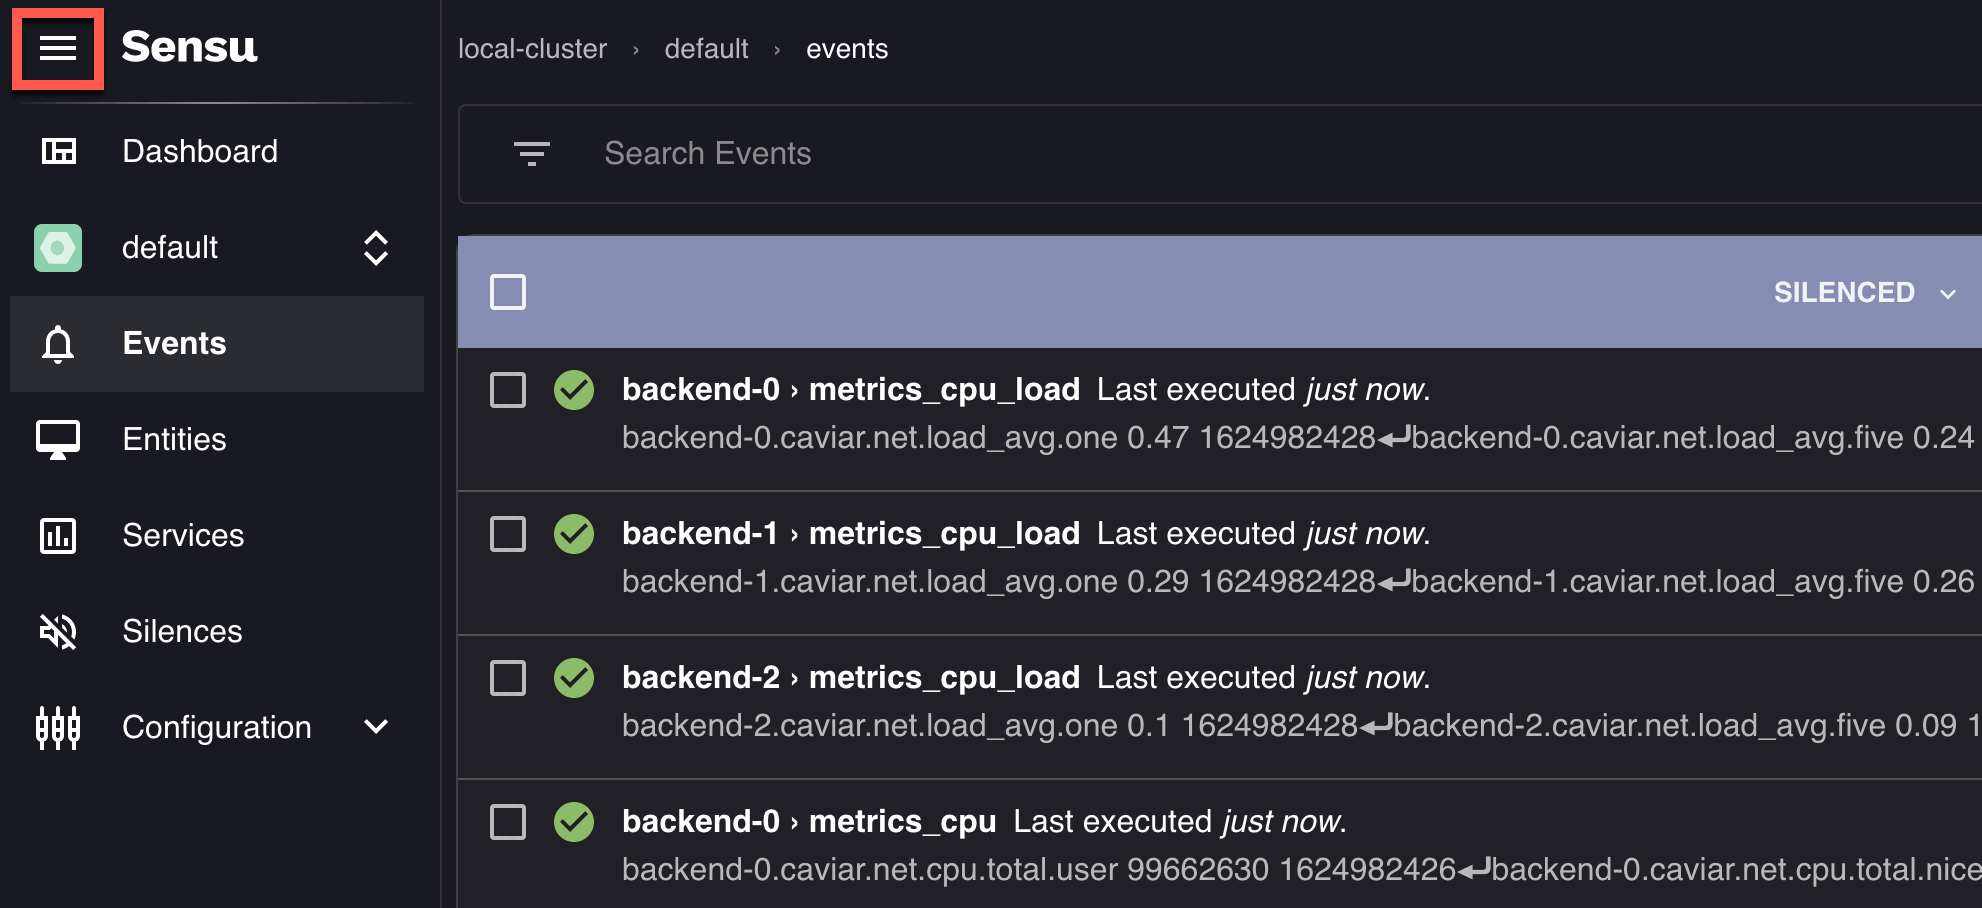 Sensu
Dashboard
default
Events
Entities
Services
Silences
Configuration
local-cluster › default › events
Search Events
SILENCED
backend-0 › metrics_cpu_load Last executed just now.
backend-0.caviar.net.load_avg.one 0.47 1624982428↵backend-0.caviar.net.load_avg.five 0.24
backend-1 › metrics_cpu_load Last executed just now.
backend-1.caviar.net.load_avg.one 0.29 1624982428↵backend-1.caviar.net.load_avg.five 0.26
backend-2 › metrics_cpu_load Last executed just now.
backend-2.caviar.net.load_avg.one 0.1 1624982428↵backend-2.caviar.net.load_avg.five 0.09 1
backend-0 › metrics_cpu Last executed just now.
backend-0.caviar.net.cpu.total.user 99662630 1624982426↵backend-0.caviar.net.cpu.total.nice